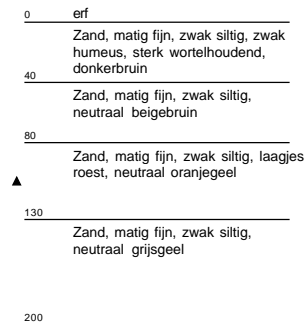 0 erf
Zand, matig fijn, zwak siltig, zwak
humeus, sterk wortelhoudend,
donkerbruin
40
Zand, matig fijn, zwak siltig,
neutraal beigebruin
80
Zand, matig fijn, zwak siltig, laagjes
roest, neutraal oranjegeel
130
Zand, matig fijn, zwak siltig,
neutraal grijsgeel
200